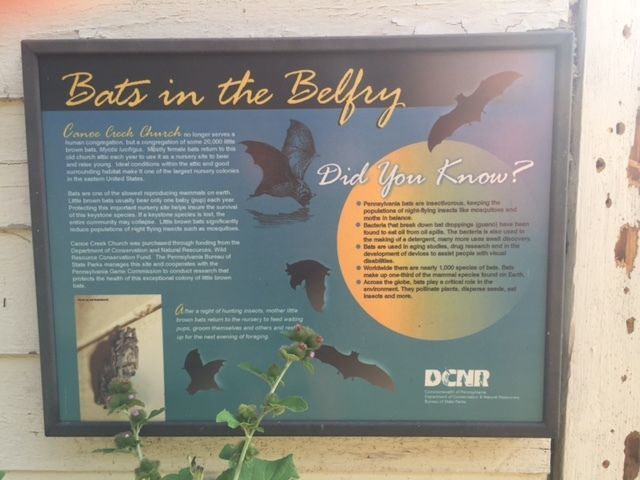 Bats in the Belfry
Canoe Creek Church no longer serves a
human congregation, but a congregation of some 20,000 little
brown bats, Myotis lucifugus. Mostly female bats return to this
old church attic each year to use it as a nursery site to bear
and raise young. Ideal conditions within the attic and good
surrounding habitat make it one of the largest nursery colonies
in the eastern United States.
Bats are one of the slowest reproducing mammals on earth.
Little brown bats usually bear only one baby (pup) each year.
Protecting this important nursery site helps insure the survival
of this keystone species. If a keystone species is lost, the
entire community may collapse. Little brown bats significantly
reduce populations of night flying insects such as mosquitoes.
Canoe Creek Church was purchased through funding from the
Department of Conservation and Natural Resources, Wild
Resource Conservation Fund. The Pennsylvania Bureau of
State Parks manages this site and cooperates with the
Pennsylvania Game Commission to conduct research that
protects the health of this exceptional colony of little brown
bats.
After a night of hunting insects, mother little
brown bats return to the nursery to feed waiting
pups, groom themselves and others and rest
up for the next evening of foraging.
Did You Know?
Pennsylvania bats are insectivorous, keeping the
populations of night-flying insects like mosquitoes and
moths in balance.
Bacteria that break down bat droppings (guano) have been
found to eat oil from oil spills. The bacteria is also used in
the making of a detergent, many more uses await discovery.
Bats are used in aging studies, drug research and in the
development of devices to assist people with visual
disabilities.
Worldwide there are nearly 1,000 species of bats. Bats
make up one-third of the mammal species found on Earth.
Across the globe, bats play a critical role in the
environment. They pollinate plants, disperse seeds, eat
insects and more.
DCNR
Commonwealth of Pennsylvania
Department of Conservation & Natural Resources
Bureau of State Parks